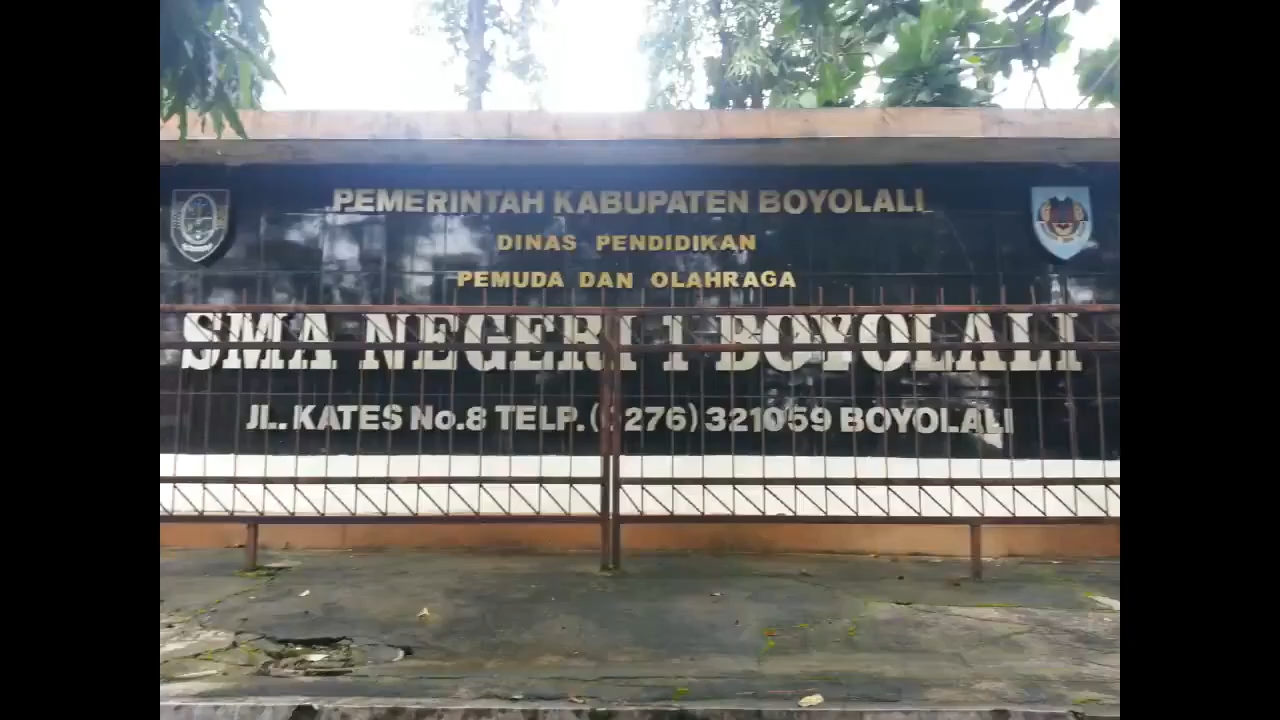 PEMERINTAH KABUPATEN BOYOLALI
DINAS PENDIDIKAN
PEMUDA DAN OLAHRAGA
SMA NEGERI 1 BOYOLALI
JL. KATES No.8 TELP. (0276) 321059 BOYOLALI